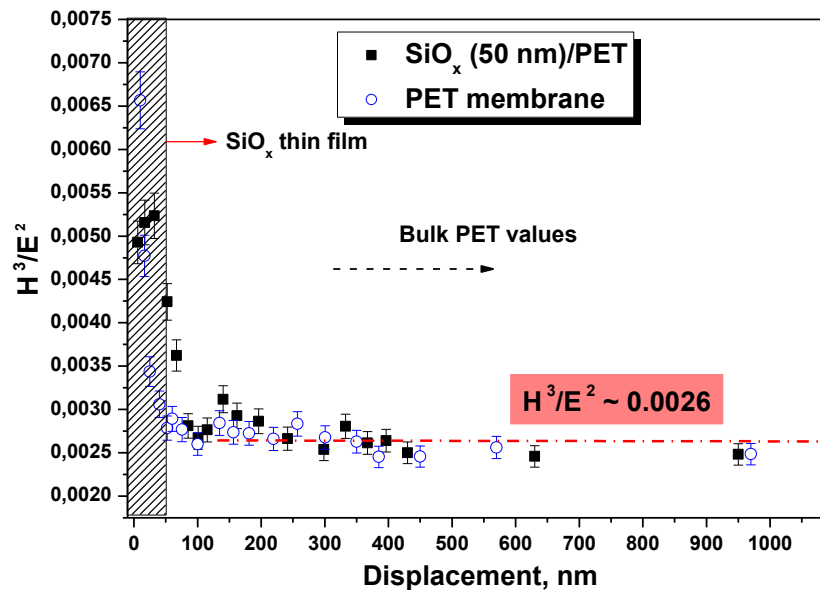 0,0075
0,0070
0,0065
0,0060
0,0055
0,0050
0,0045
0,0040
0,0035
0,0030
0,0025
0,0020
H³/E²
SiOₓ (50 nm)/PET
PET membrane
SiOₓ thin film
Bulk PET values
H³/E² ~ 0.0026
0 100 200 300 400 500 600 700 800 900 1000
Displacement, nm